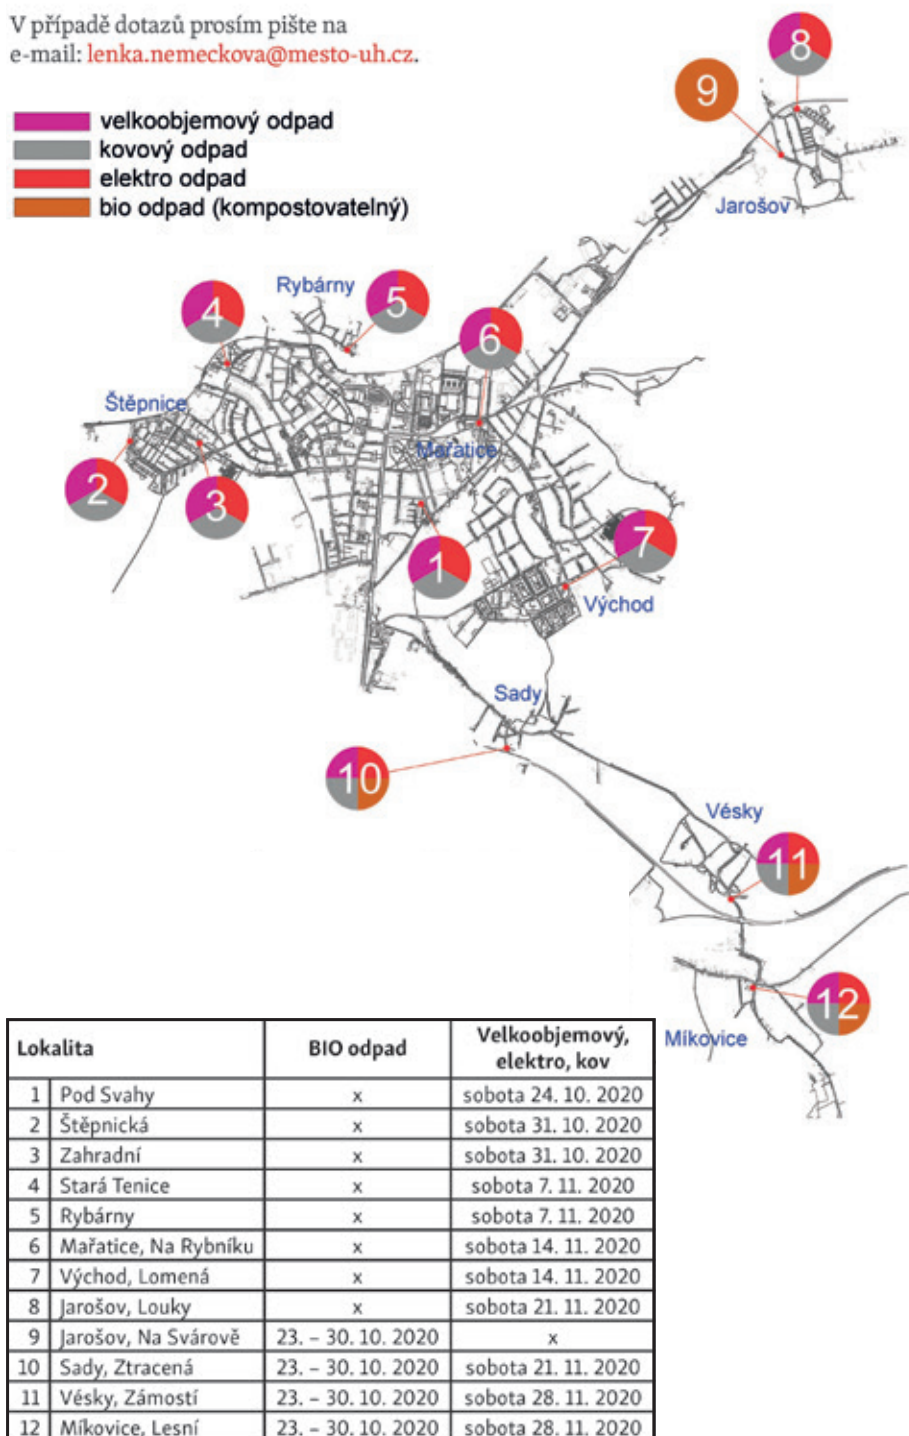 V případě dotazů prosím pište na
e-mail: lenka.nemeckova@mesto-uh.cz.
velkoobjemový odpad
kovový odpad
elektro odpad
bio odpad (kompostovatelný)
8
9
Jarošov
Rybárny
4
5
6
Štěpnice
Mařatice
2
3
1
7
Východ
Sady
10
Vésky
11
12
Míkovice
Lokalita BIO odpad Velkoobjemový, elektro, kov
1 Pod Svahy x sobota 24. 10. 2020
2 Štěpnická x sobota 31. 10. 2020
3 Zahradní x sobota 31. 10. 2020
4 Stará Tenice x sobota 7. 11. 2020
5 Rybárny x sobota 7. 11. 2020
6 Mařatice, Na Rybníku x sobota 14. 11. 2020
7 Východ, Lomená x sobota 14. 11. 2020
8 Jarošov, Louky x sobota 21. 11. 2020
9 Jarošov, Na Svárově 23. – 30. 10. 2020 x
10 Sady, Ztracená 23. – 30. 10. 2020 sobota 21. 11. 2020
11 Vésky, Zámostí 23. – 30. 10. 2020 sobota 28. 11. 2020
12 Míkovice, Lesní 23. – 30. 10. 2020 sobota 28. 11. 2020